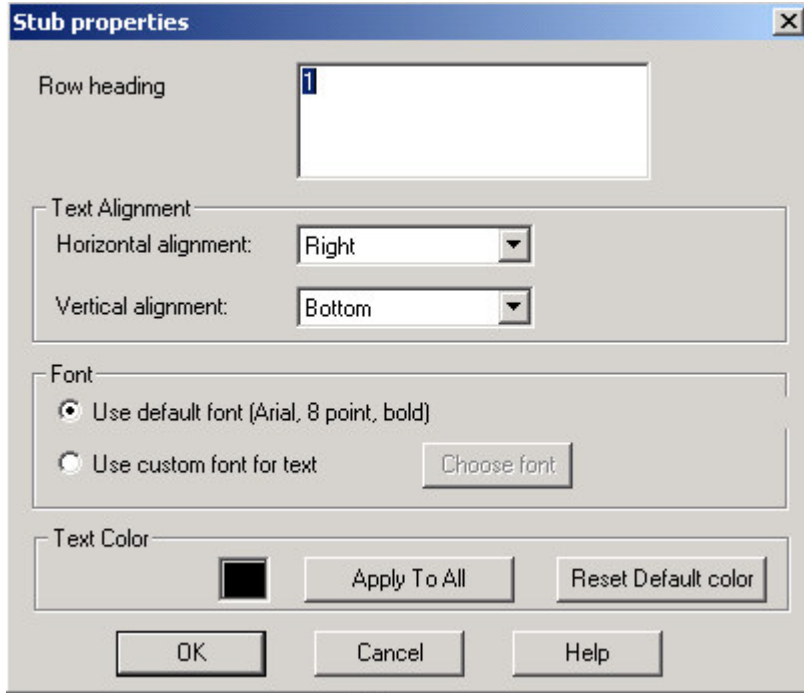 Stub properties
Row heading
1
Text Alignment
Horizontal alignment:
Right
Vertical alignment:
Bottom
Font
Use default font (Arial, 8 point, bold)
Use custom font for text
Choose font
Text Color
Apply To All
Reset Default color
OK
Cancel
Help